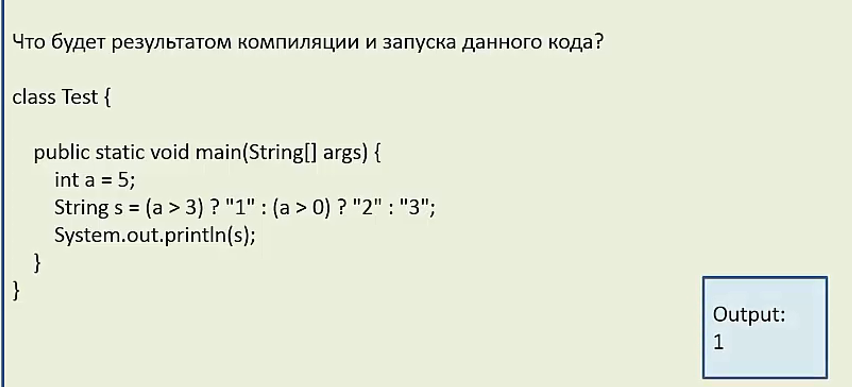 Что будет результатом компиляции и запуска данного кода?
class Test {
public static void main(String[] args) {
int a = 5;
String s = (a > 3) ? "1" : (a > 0) ? "2" : "3";
System.out.println(s);
}
}
Output:
1